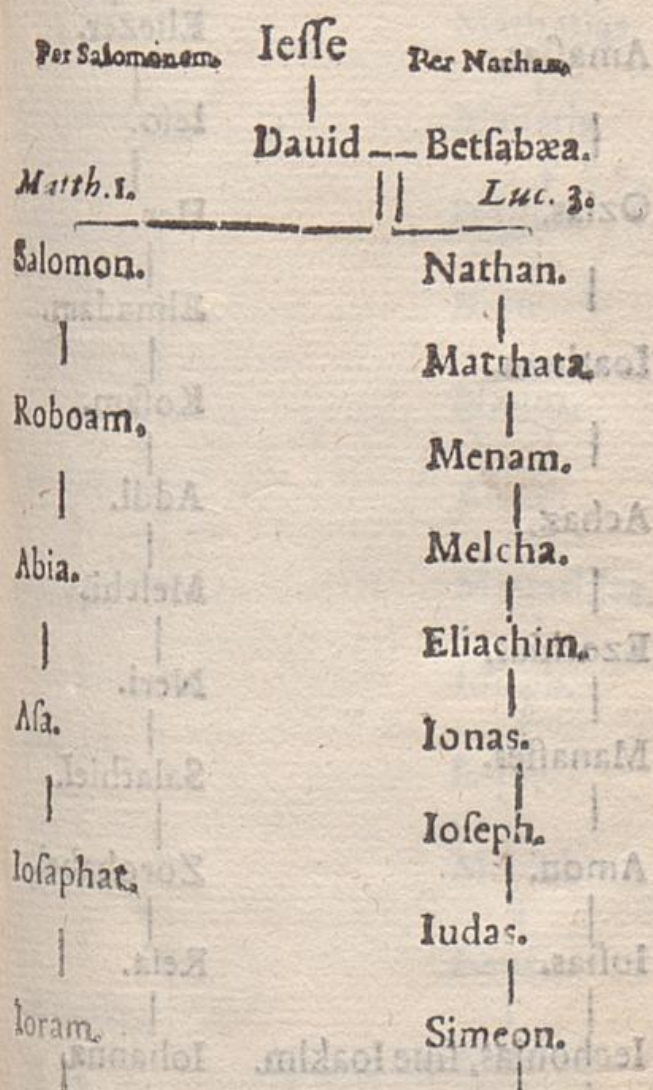 Per Salomonem. Ieſſe Per Nathan.
Dauid Betſabæa.
Matth. 1. Luc. 3.
Salomon. Nathan.
Matthata.
Roboam. Menam.
Abia. Melcha.
Eliachim.
Aſa. Ionas.
Ioſeph.
Ioſaphat. Iudas.
Ioram. Simeon.